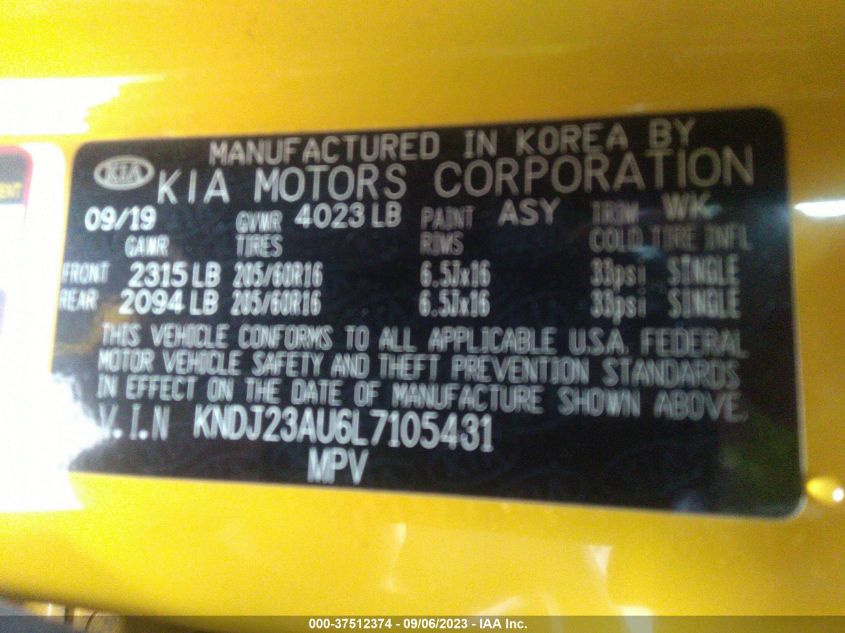 MANUFACTURED IN KOREA BY
KIA KIA MOTORS CORPORATION
09/19 GVWR 4023 LB PAINT ASY TRIM WK
GAWR TIRES RIMS COLD TIRE INFL
FRONT 2315 LB 205/60R16 6.5Jx16 33psi SINGLE
REAR 2094 LB 205/60R16 6.5Jx16 33psi SINGLE
THIS VEHICLE CONFORMS TO ALL APPLICABLE U.S.A. FEDERAL
MOTOR VEHICLE SAFETY AND THEFT PREVENTION STANDARDS
IN EFFECT ON THE DATE OF MANUFACTURE SHOWN ABOVE.
V.I.N KNDJ23AU6L7105431
MPV
000-37512374 - 09/06/2023 - IAA Inc.